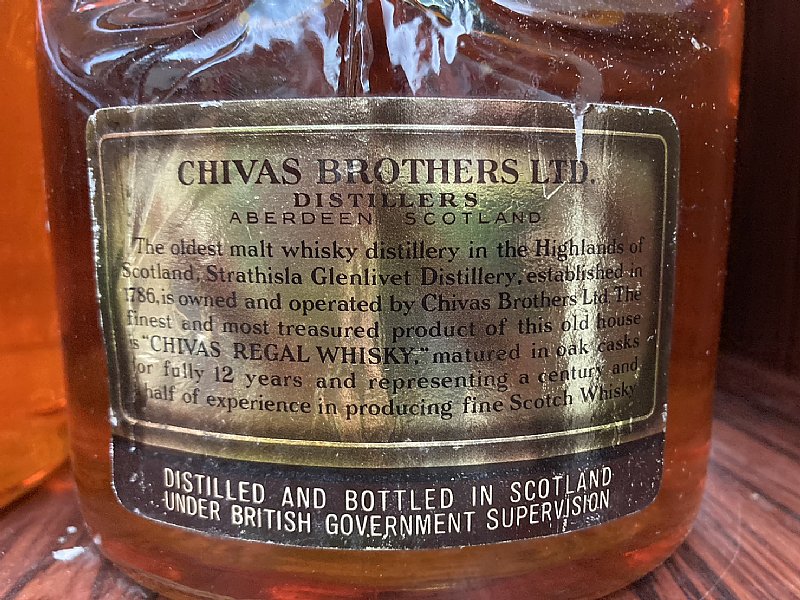 CHIVAS BROTHERS LTD.
DISTILLERS
ABERDEEN SCOTLAND
The oldest malt whisky distillery in the Highlands of
Scotland, Strathisla Glenlivet Distillery, established in
1786, is owned and operated by Chivas Brothers Ltd. The
finest and most treasured product of this old house
is "CHIVAS REGAL WHISKY," matured in oak casks
for fully 12 years and representing a century and
a half of experience in producing fine Scotch Whisky
DISTILLED AND BOTTLED IN SCOTLAND
UNDER BRITISH GOVERNMENT SUPERVISION